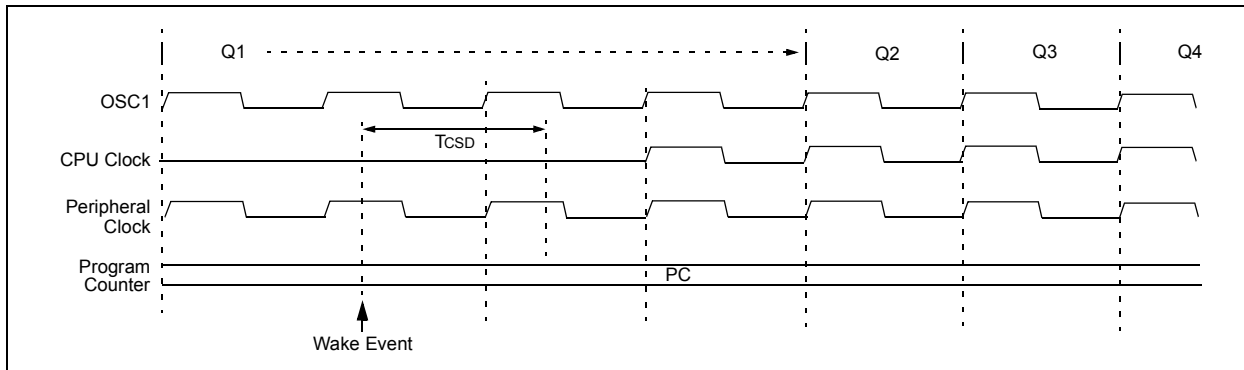 Q1
Q2
Q3
Q4
OSC1
TCSD
CPU Clock
Peripheral
Clock
Program
Counter
PC
Wake Event